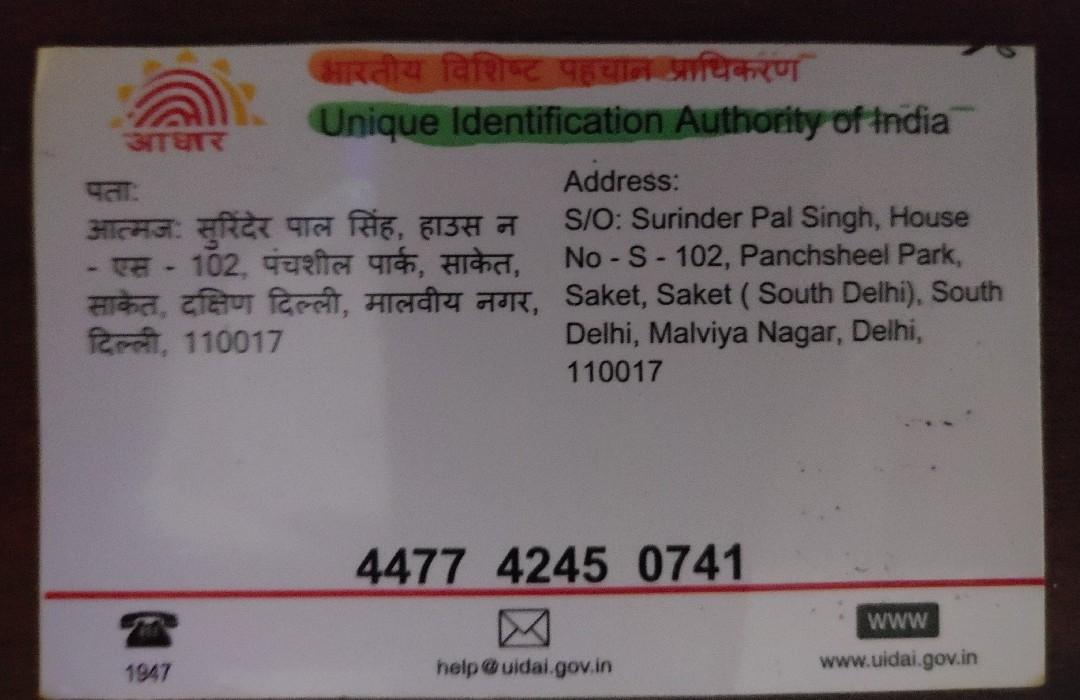 भारतीय विशिष्ट पहचान प्राधिकरण
Unique Identification Authority of India
आधार
पता:
आत्मज: सुरिंदेर पाल सिंह, हाउस न
- एस - 102, पंचशील पार्क, साकेत,
साकेत, दक्षिण दिल्ली, मालवीय नगर,
दिल्ली, 110017
Address:
S/O: Surinder Pal Singh, House
No - S - 102, Panchsheel Park,
Saket, Saket ( South Delhi), South
Delhi, Malviya Nagar, Delhi,
110017
4477 4245 0741
1947
help@uidai.gov.in
WWW
www.uidai.gov.in